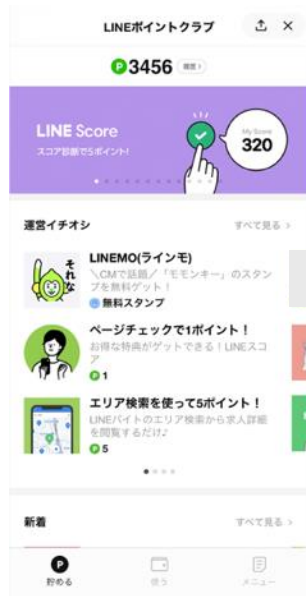 LINEポイントクラブ
P 3456 履歴 >
LINE Score
スコア診断で5ポイント!
My Score
320
運営イチオシ
すべて見る >
それな
LINEMO(ラインモ)
＼CMで話題／「モモンキー」のスタン
プを無料ゲット!
無料スタンプ
ページチェックで1ポイント!
お得な特典がゲットできる!LINEスコ
ア
P 1
エリア検索を使って5ポイント!
LINEバイトのエリア検索から求人詳細
を閲覧するだけ♪
P 5
新着
すべて見る >
P
貯める
使う
メニュー